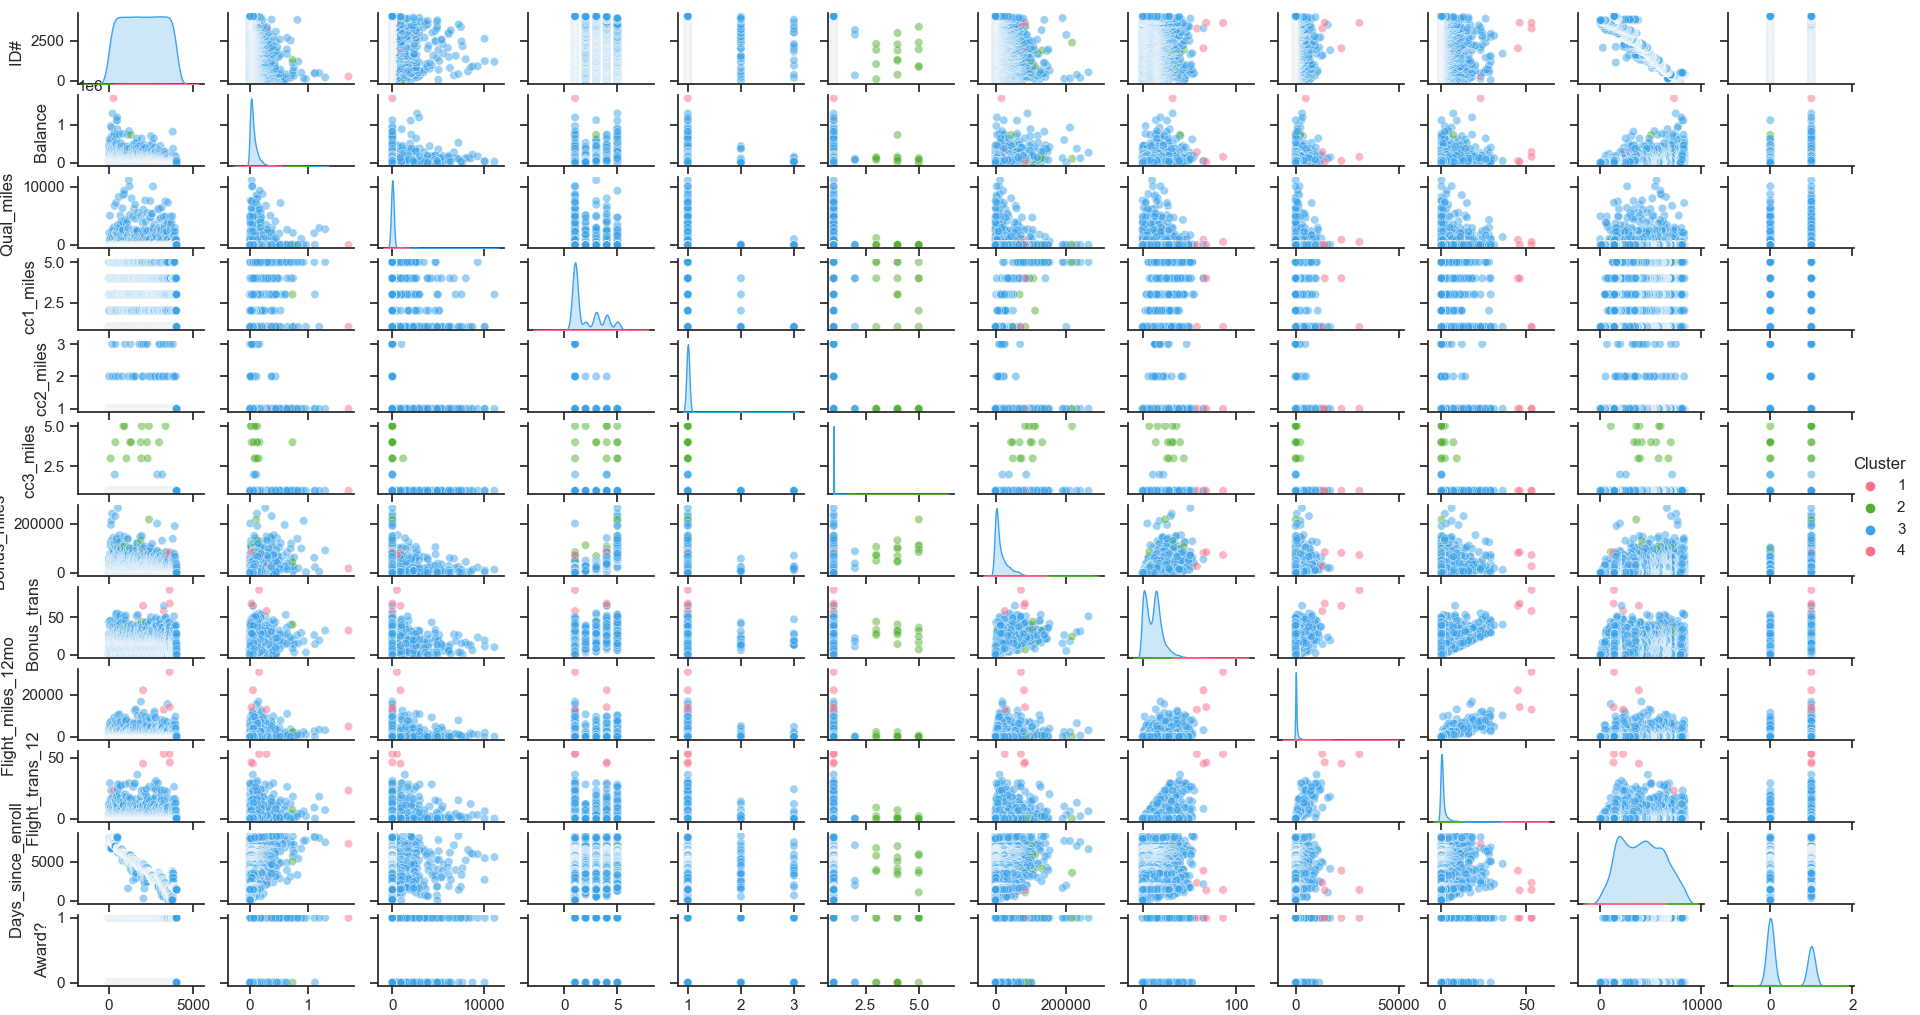 ID#
2500
0
1e6
Balance
1
0
Qual_miles
10000
0
cc1_miles
5.0
2.5
cc2_miles
3
2
1
cc3_miles
5.0
2.5
Bonus_miles
200000
0
Bonus_trans
50
0
Flight_miles_12mo
20000
0
Flight_trans_12
50
0
Days_since_enroll
5000
0
Award?
1
0
0 5000 0 1 0 10000 0 5 1 2 3 2.5 5.0 0 200000 0 100 0 50000 0 50 0 10000 0 2
Cluster
1
2
3
4